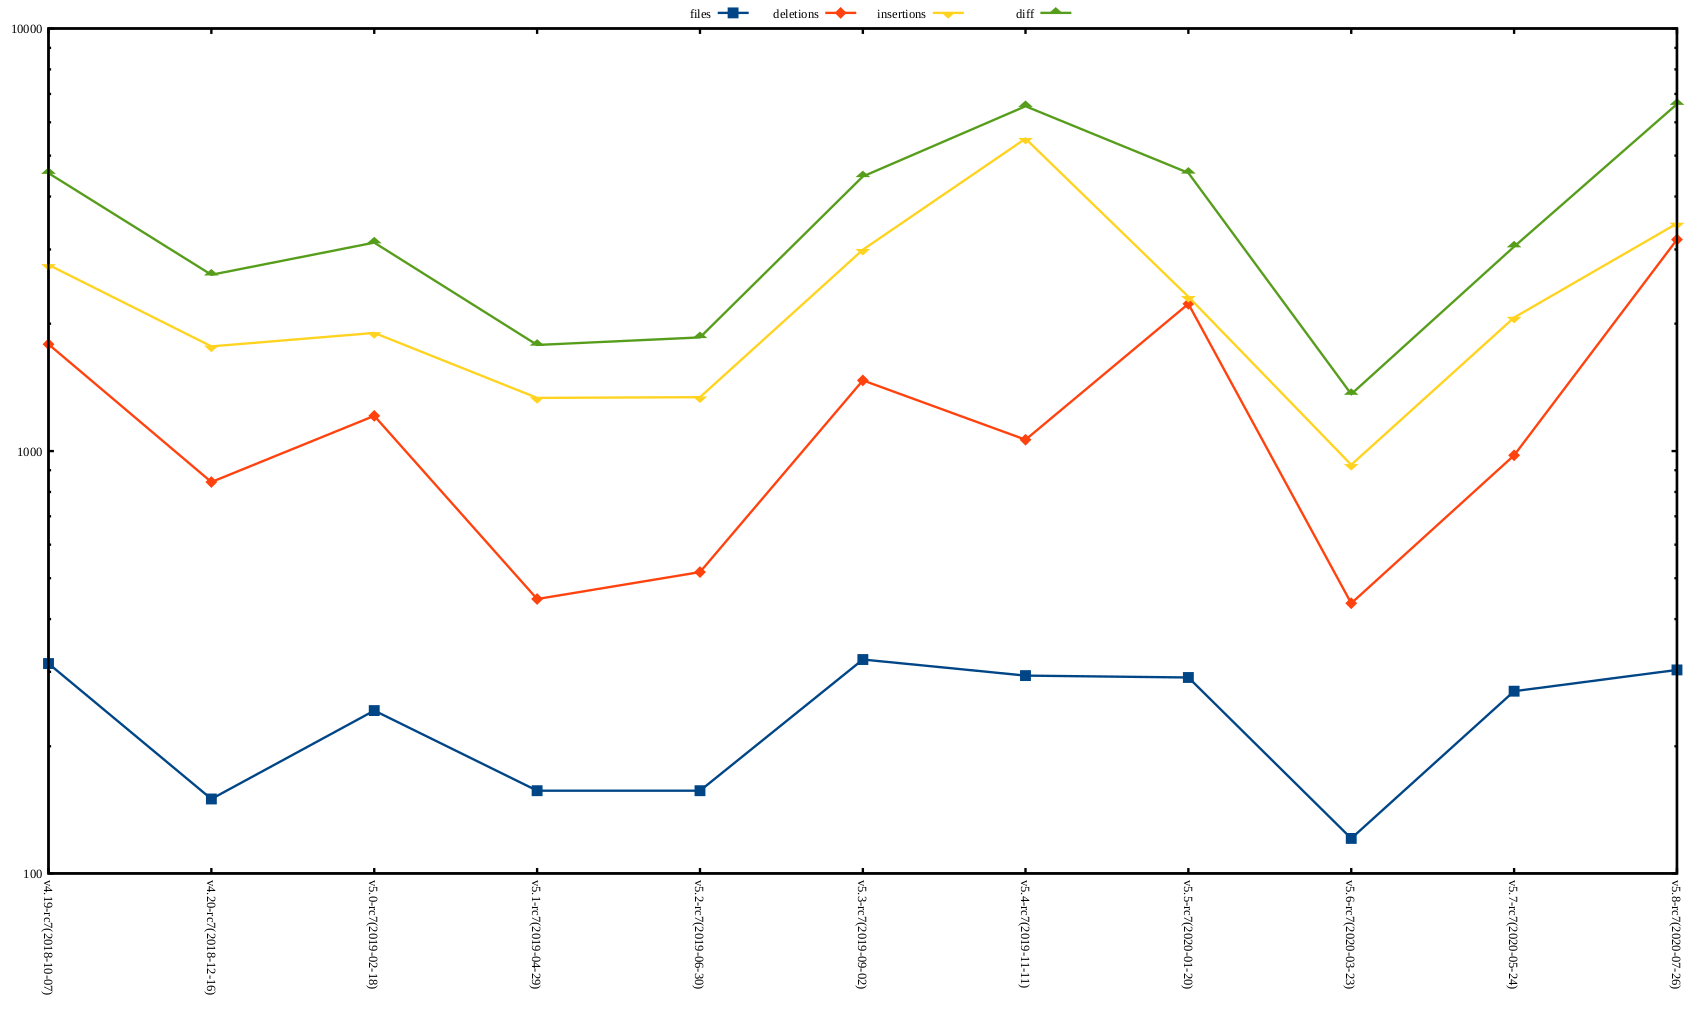 files deletions insertions diff
10000
1000
100
v4.19-rc7(2018-10-07)
v4.20-rc7(2018-12-16)
v5.0-rc7(2019-02-18)
v5.1-rc7(2019-04-29)
v5.2-rc7(2019-06-30)
v5.3-rc7(2019-09-02)
v5.4-rc7(2019-11-11)
v5.5-rc7(2020-01-20)
v5.6-rc7(2020-03-23)
v5.7-rc7(2020-05-24)
v5.8-rc7(2020-07-26)